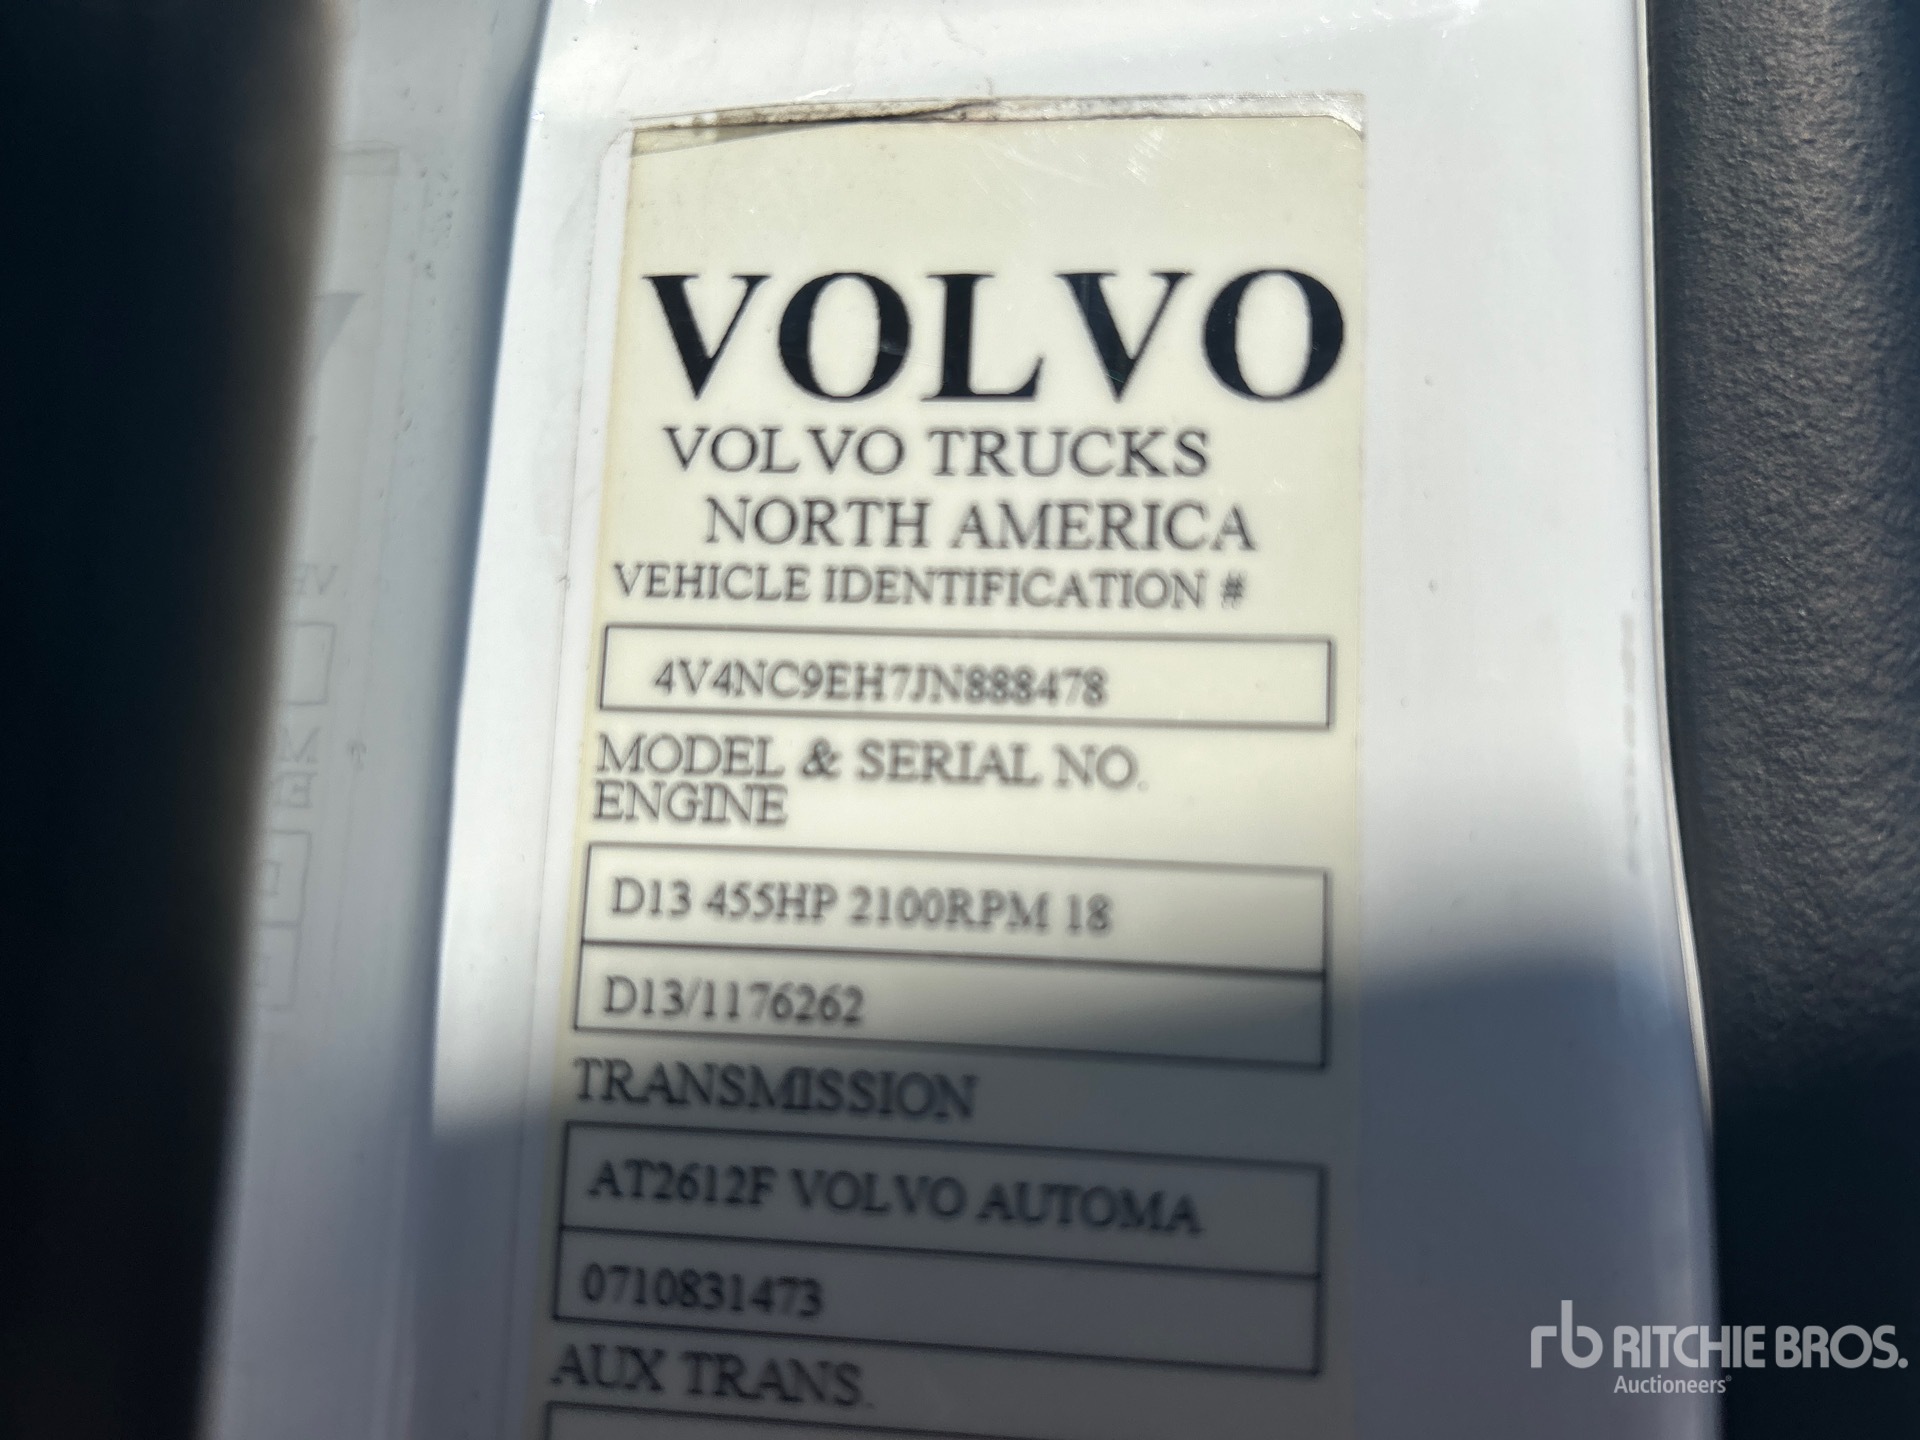 VOLVO
VOLVO TRUCKS
NORTH AMERICA
VEHICLE IDENTIFICATION #
4V4NC9EH7JN888478
MODEL & SERIAL NO.
ENGINE
D13 455HP 2100RPM 18
D13/1176262
TRANSMISSION
AT2612F VOLVO AUTOMA
0710831473
AUX TRANS.
rb RITCHIE BROS.
Auctioneers